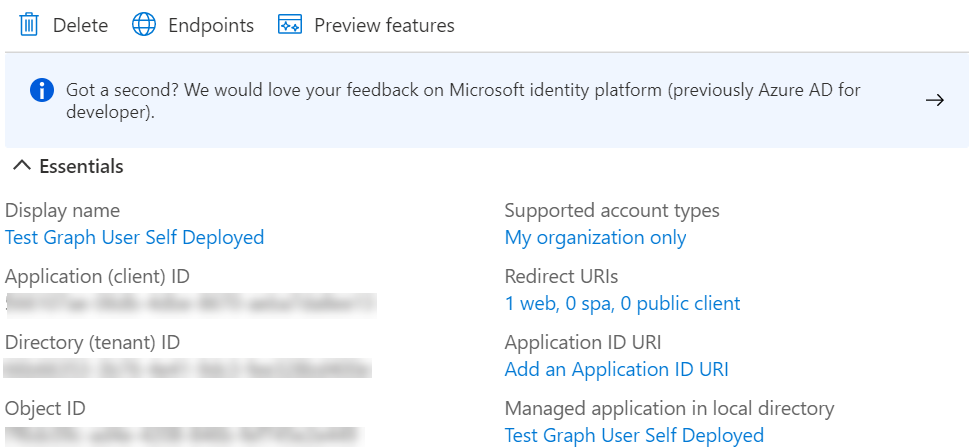 Delete Endpoints Preview features
Got a second? We would love your feedback on Microsoft identity platform (previously Azure AD for
developer).
Essentials
Display name
Test Graph User Self Deployed
Supported account types
My organization only
Application (client) ID
Redirect URIs
1 web, 0 spa, 0 public client
Directory (tenant) ID
Application ID URI
Add an Application ID URI
Object ID
Managed application in local directory
Test Graph User Self Deployed